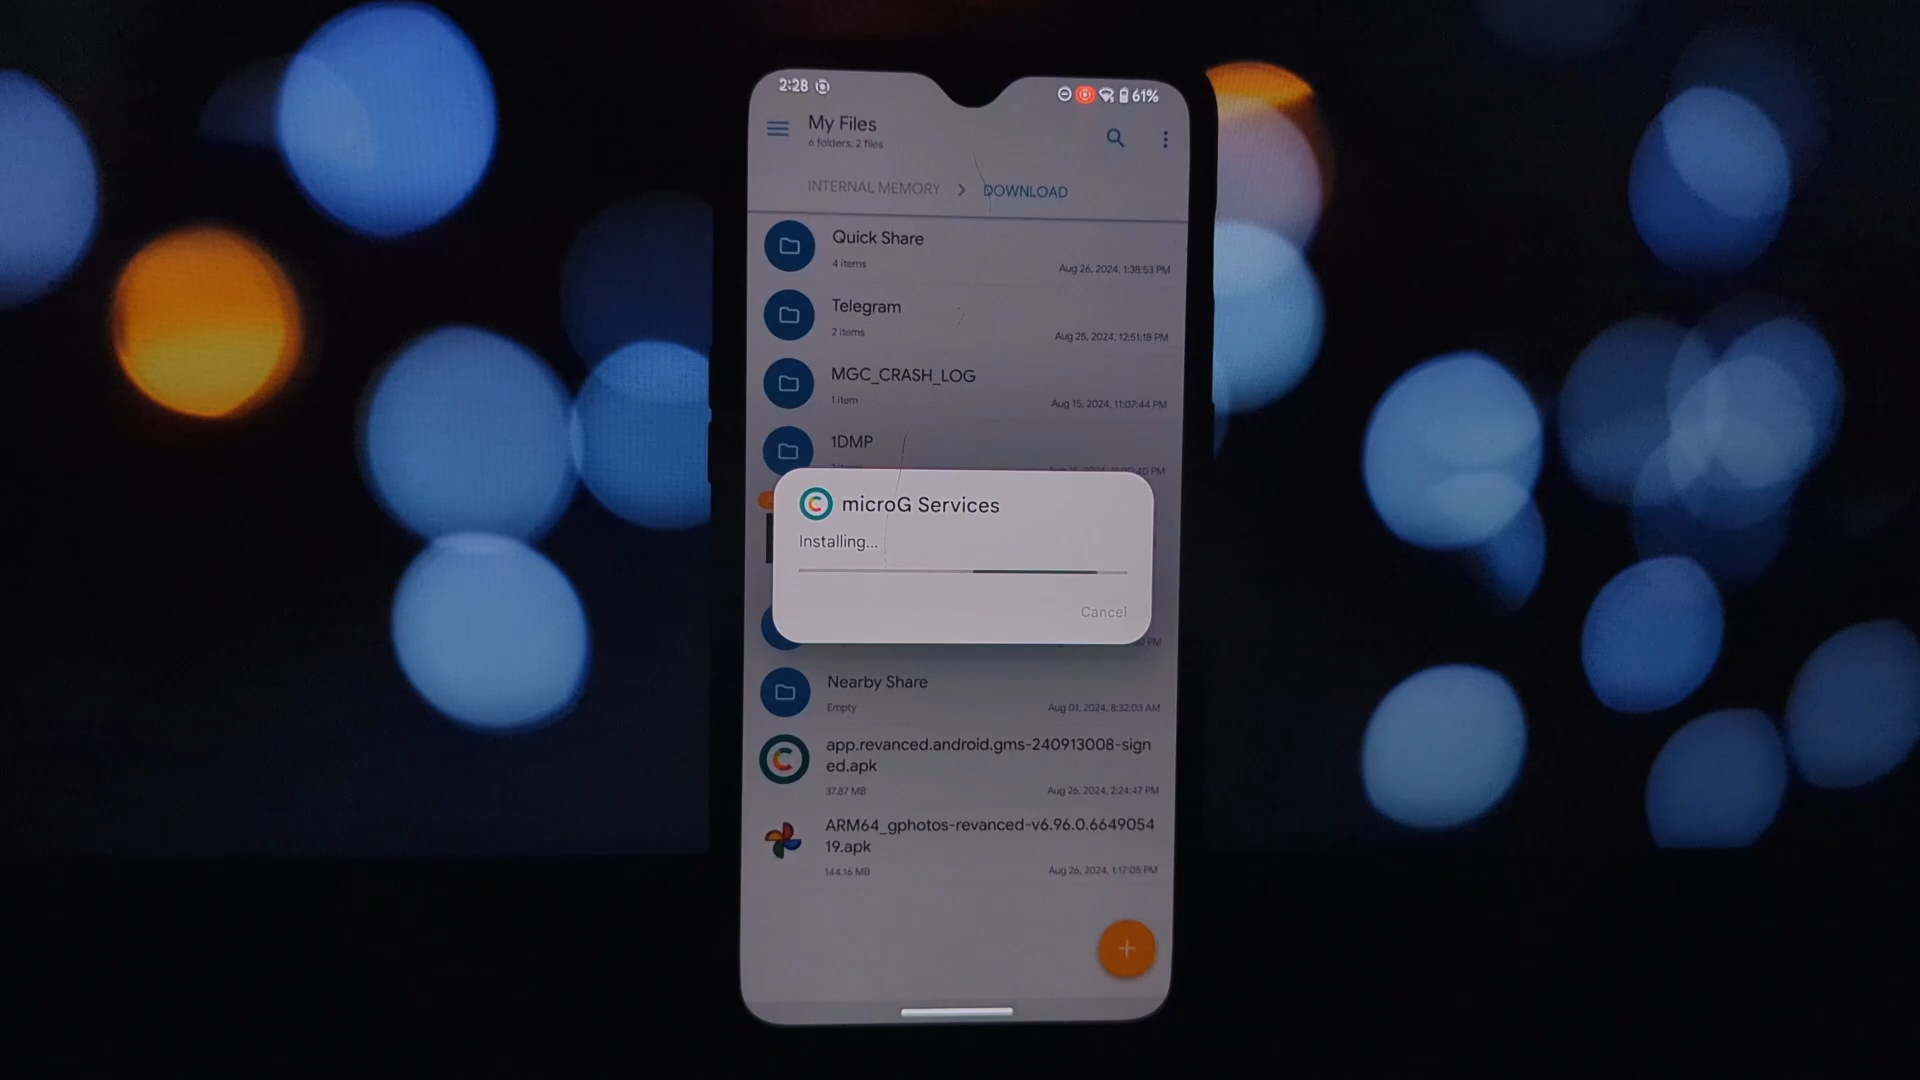 2:28
61%
My Files
6 folders, 2 files
INTERNAL MEMORY > DOWNLOAD
Quick Share
4 items
Aug 26, 2024, 1:38:53 PM
Telegram
2 items
Aug 25, 2024, 12:51:18 PM
MGC_CRASH_LOG
1 item
Aug 15, 2024, 11:07:44 PM
1DMP
microG Services
Installing...
Cancel
PM
Nearby Share
Empty
Aug 01, 2024, 8:32:03 AM
app.revanced.android.gms-240913008-sign
ed.apk
37.87 MB
Aug 26, 2024, 2:24:47 PM
ARM64_gphotos-revanced-v6.96.0.6649054
19.apk
144.16 MB
Aug 26, 2024, 1:17:05 PM